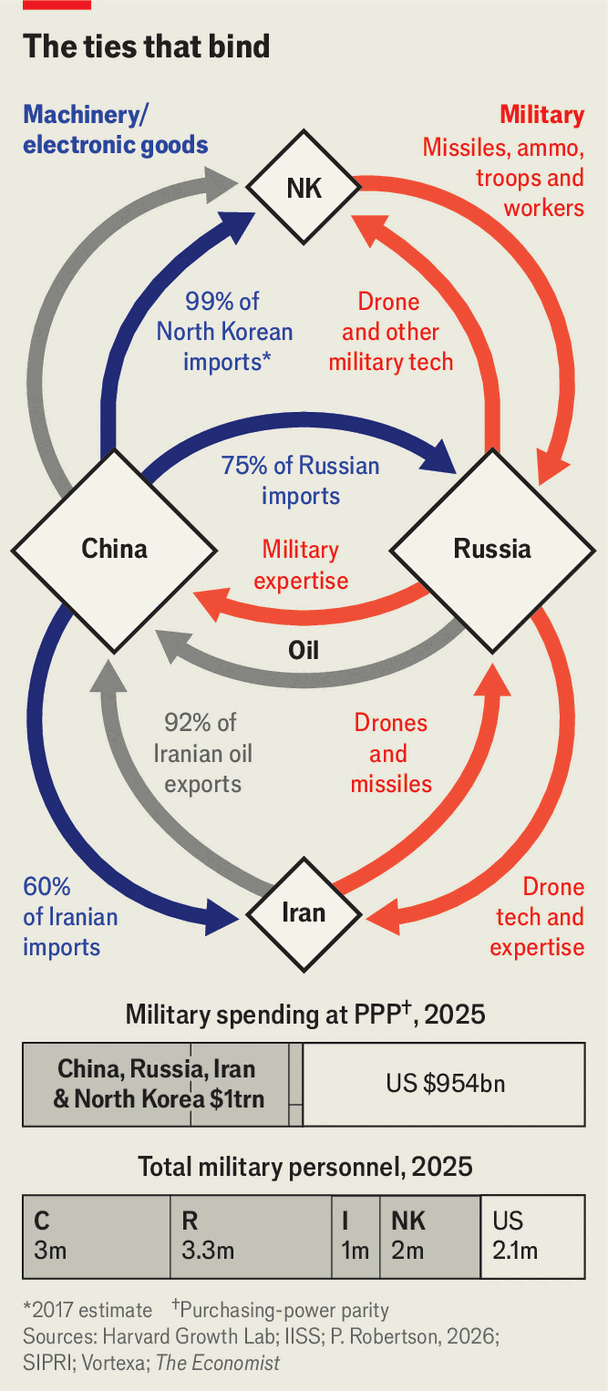 The ties that bind
Machinery/
electronic goods
Military
Missiles, ammo,
troops and
workers
NK
99% of
North Korean
imports*
Drone
and other
military tech
75% of Russian
imports
China
Russia
Military
expertise
Oil
92% of
Iranian oil
exports
Drones
and
missiles
60%
of Iranian
imports
Iran
Drone
tech and
expertise
Military spending at PPP†, 2025
China, Russia, Iran
& North Korea $1trn
US $954bn
Total military personnel, 2025
C
3m
R
3.3m
I
1m
NK
2m
US
2.1m
*2017 estimate †Purchasing-power parity
Sources: Harvard Growth Lab; IISS; P. Robertson, 2026;
SIPRI; Vortexa; The Economist